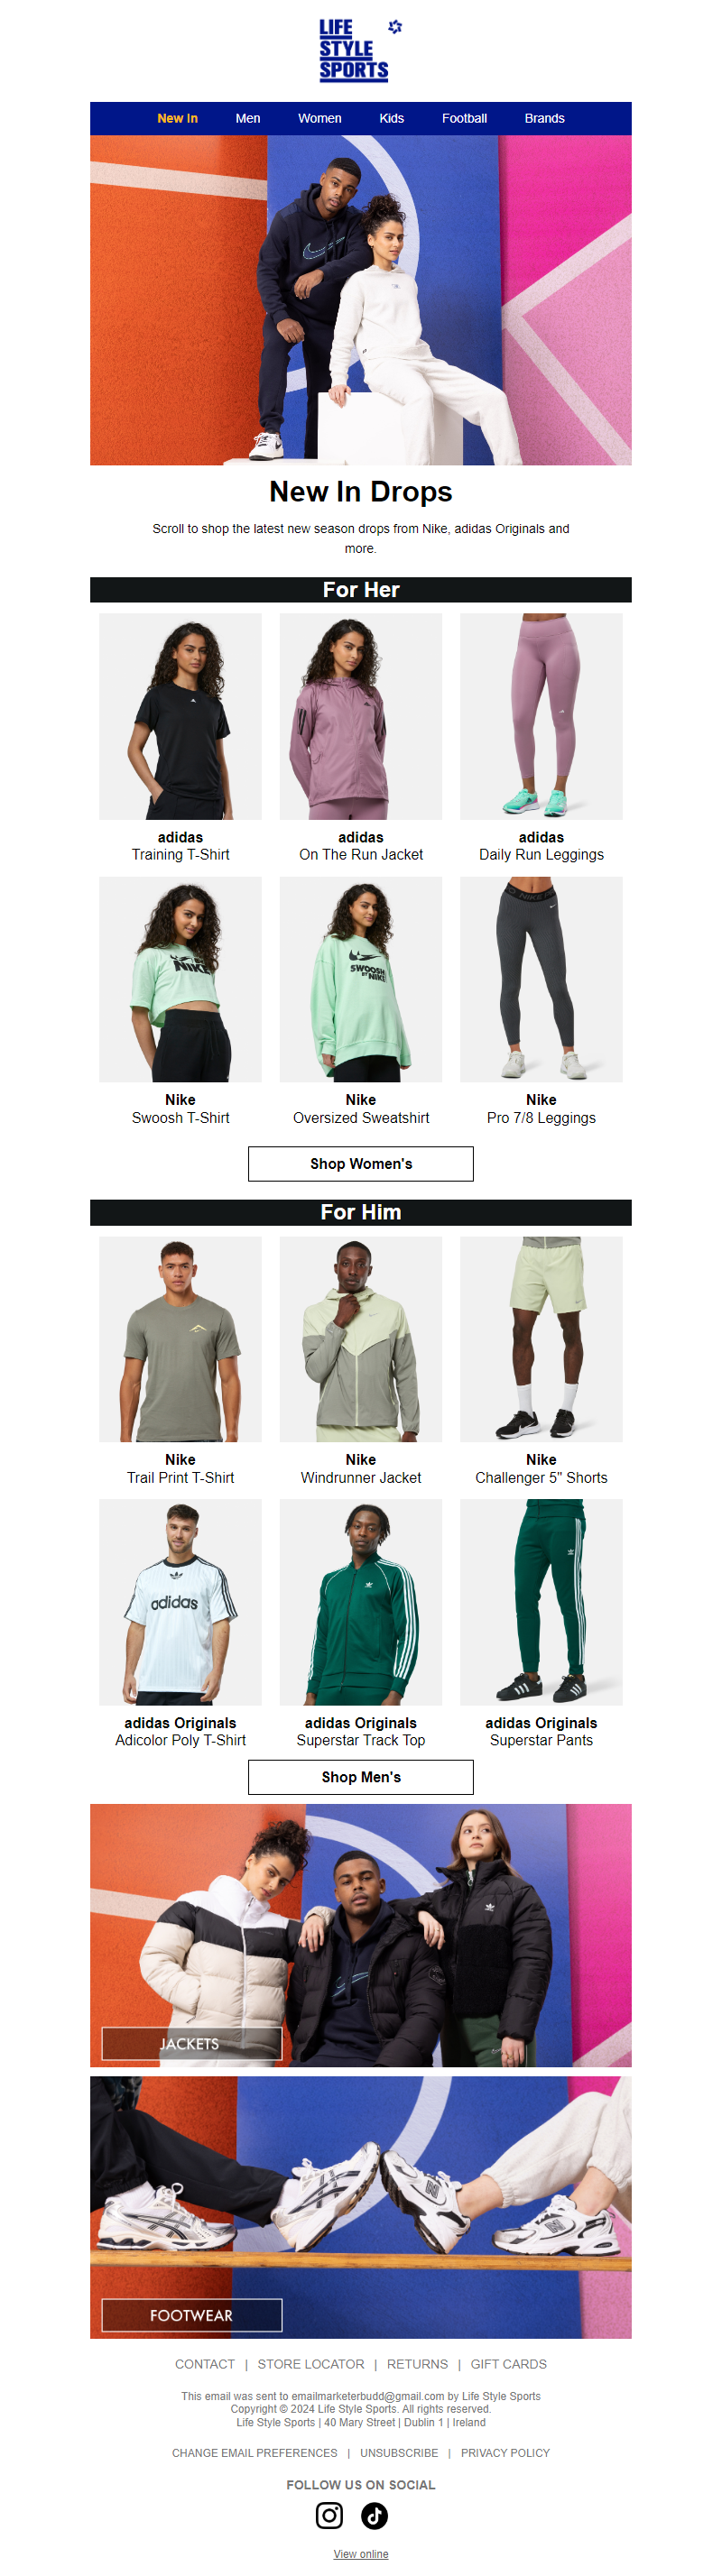 LIFE
STYLE
SPORTS
New In
Men
Women
Kids
Football
Brands
New In Drops
Scroll to shop the latest new season drops from Nike, adidas Originals and
more.
For Her
adidas
Training T-Shirt
adidas
On The Run Jacket
adidas
Daily Run Leggings
NIKE
SWOOSH
BY NIKE
Nike
Swoosh T-Shirt
Nike
Oversized Sweatshirt
Nike
Pro 7/8 Leggings
Shop Women's
For Him
Nike
Trail Print T-Shirt
Nike
Windrunner Jacket
Nike
Challenger 5" Shorts
adidas
adidas Originals
Adicolor Poly T-Shirt
adidas Originals
Superstar Track Top
adidas Originals
Superstar Pants
Shop Men's
JACKETS
FOOTWEAR
CONTACT | STORE LOCATOR | RETURNS | GIFT CARDS
This email was sent to emailmarketerbudd@gmail.com by Life Style Sports
Copyright © 2024 Life Style Sports. All rights reserved.
Life Style Sports | 40 Mary Street | Dublin 1 | Ireland
CHANGE EMAIL PREFERENCES | UNSUBSCRIBE | PRIVACY POLICY
FOLLOW US ON SOCIAL
View online